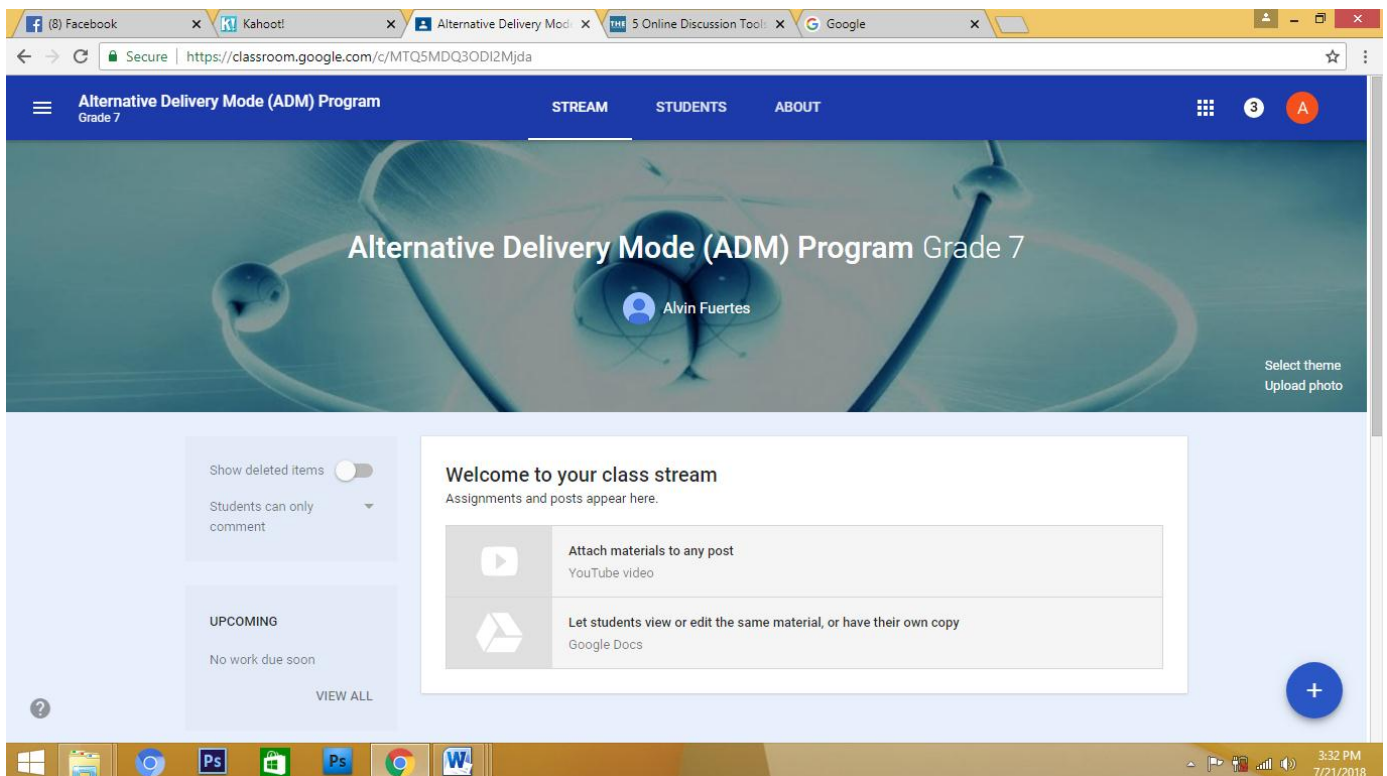 (8) Facebook
Kahoot!
Alternative Delivery Mod
5 Online Discussion Tool
Google
Secure | https://classroom.google.com/c/MTQ5MDQ3ODI2Mjda
Alternative Delivery Mode (ADM) Program
Grade 7
STREAM
STUDENTS
ABOUT
3
A
Alternative Delivery Mode (ADM) Program Grade 7
Alvin Fuertes
Select theme
Upload photo
Show deleted items
Students can only
comment
UPCOMING
No work due soon
VIEW ALL
Welcome to your class stream
Assignments and posts appear here.
Attach materials to any post
YouTube video
Let students view or edit the same material, or have their own copy
Google Docs
+
?
Ps
Ps
W
3:32 PM
7/21/2018